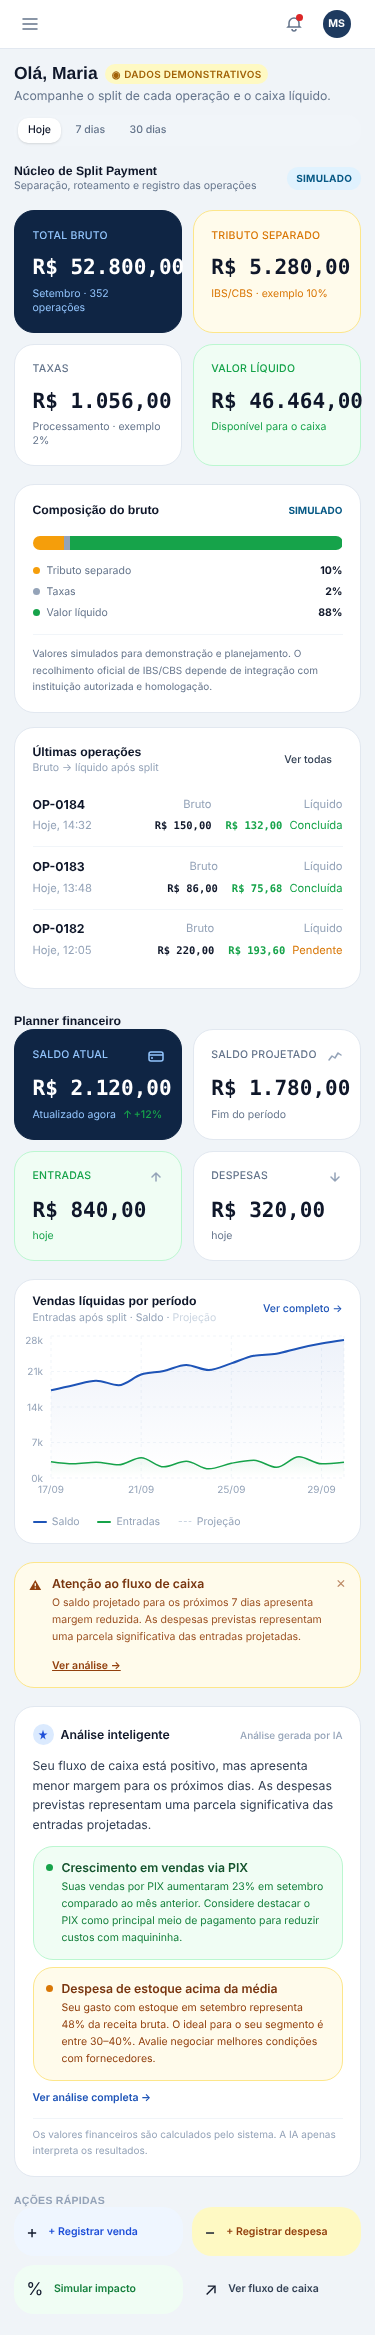 MS
Olá, Maria
◉ DADOS DEMONSTRATIVOS
Acompanhe o split de cada operação e o caixa líquido.
Hoje 7 dias 30 dias
Núcleo de Split Payment
Separação, roteamento e registro das operações
SIMULADO
TOTAL BRUTO
R$ 52.800,00
Setembro · 352
operações
TRIBUTO SEPARADO
R$ 5.280,00
IBS/CBS · exemplo 10%
TAXAS
R$ 1.056,00
Processamento · exemplo
2%
VALOR LÍQUIDO
R$ 46.464,00
Disponível para o caixa
Composição do bruto
SIMULADO
Tributo separado 10%
Taxas 2%
Valor líquido 88%
Valores simulados para demonstração e planejamento. O
recolhimento oficial de IBS/CBS depende de integração com
instituição autorizada e homologação.
Últimas operações
Bruto → líquido após split
Ver todas
OP-0184 Bruto Líquido
Hoje, 14:32 R$ 150,00 R$ 132,00 Concluída
OP-0183 Bruto Líquido
Hoje, 13:48 R$ 86,00 R$ 75,68 Concluída
OP-0182 Bruto Líquido
Hoje, 12:05 R$ 220,00 R$ 193,60 Pendente
Planner financeiro
SALDO ATUAL
R$ 2.120,00
Atualizado agora ↑ +12%
SALDO PROJETADO
R$ 1.780,00
Fim do período
ENTRADAS
R$ 840,00
hoje
DESPESAS
R$ 320,00
hoje
Vendas líquidas por período
Entradas após split · Saldo · Projeção
Ver completo →
28k
21k
14k
7k
0k
17/09 21/09 25/09 29/09
Saldo Entradas Projeção
Atenção ao fluxo de caixa
×
O saldo projetado para os próximos 7 dias apresenta
margem reduzida. As despesas previstas representam
uma parcela significativa das entradas projetadas.
Ver análise →
Análise inteligente
Análise gerada por IA
Seu fluxo de caixa está positivo, mas apresenta
menor margem para os próximos dias. As despesas
previstas representam uma parcela significativa das
entradas projetadas.
Crescimento em vendas via PIX
Suas vendas por PIX aumentaram 23% em setembro
comparado ao mês anterior. Considere destacar o
PIX como principal meio de pagamento para reduzir
custos com maquininha.
Despesa de estoque acima da média
Seu gasto com estoque em setembro representa
48% da receita bruta. O ideal para o seu segmento é
entre 30–40%. Avalie negociar melhores condições
com fornecedores.
Ver análise completa →
Os valores financeiros são calculados pelo sistema. A IA apenas
interpreta os resultados.
AÇÕES RÁPIDAS
+ + Registrar venda
− + Registrar despesa
% Simular impacto
↗ Ver fluxo de caixa